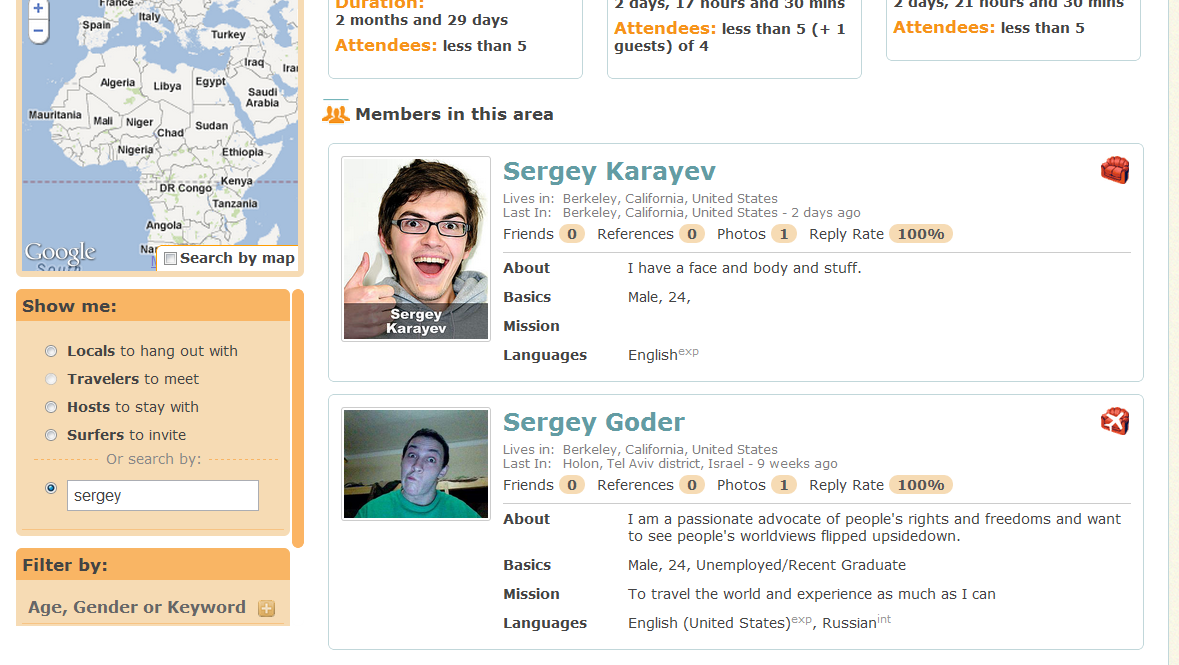 +
−
France
Italy
Spain
Turkey
Iraq
Algeria
Libya
Egypt
Saudi
Arabia
Mauritania
Mali
Niger
Chad
Sudan
Nigeria
Ethiopia
DR Congo
Kenya
Tanzania
Angola
Google
South
Search by map
Show me:
Locals to hang out with
Travelers to meet
Hosts to stay with
Surfers to invite
Or search by:
sergey
Filter by:
Age, Gender or Keyword +
Duration:
2 months and 29 days
Attendees: less than 5
2 days, 17 hours and 30 mins
Attendees: less than 5 (+ 1
guests) of 4
2 days, 21 hours and 30 mins
Attendees: less than 5
Members in this area
Sergey
Karayev
Sergey Karayev
Lives in: Berkeley, California, United States
Last In: Berkeley, California, United States - 2 days ago
Friends 0 References 0 Photos 1 Reply Rate 100%
About I have a face and body and stuff.
Basics Male, 24,
Mission
Languages English exp
Sergey Goder
Lives in: Berkeley, California, United States
Last In: Holon, Tel Aviv district, Israel - 9 weeks ago
Friends 0 References 0 Photos 1 Reply Rate 100%
About I am a passionate advocate of people's rights and freedoms and want
to see people's worldviews flipped upsidedown.
Basics Male, 24, Unemployed/Recent Graduate
Mission To travel the world and experience as much as I can
Languages English (United States) exp, Russian int